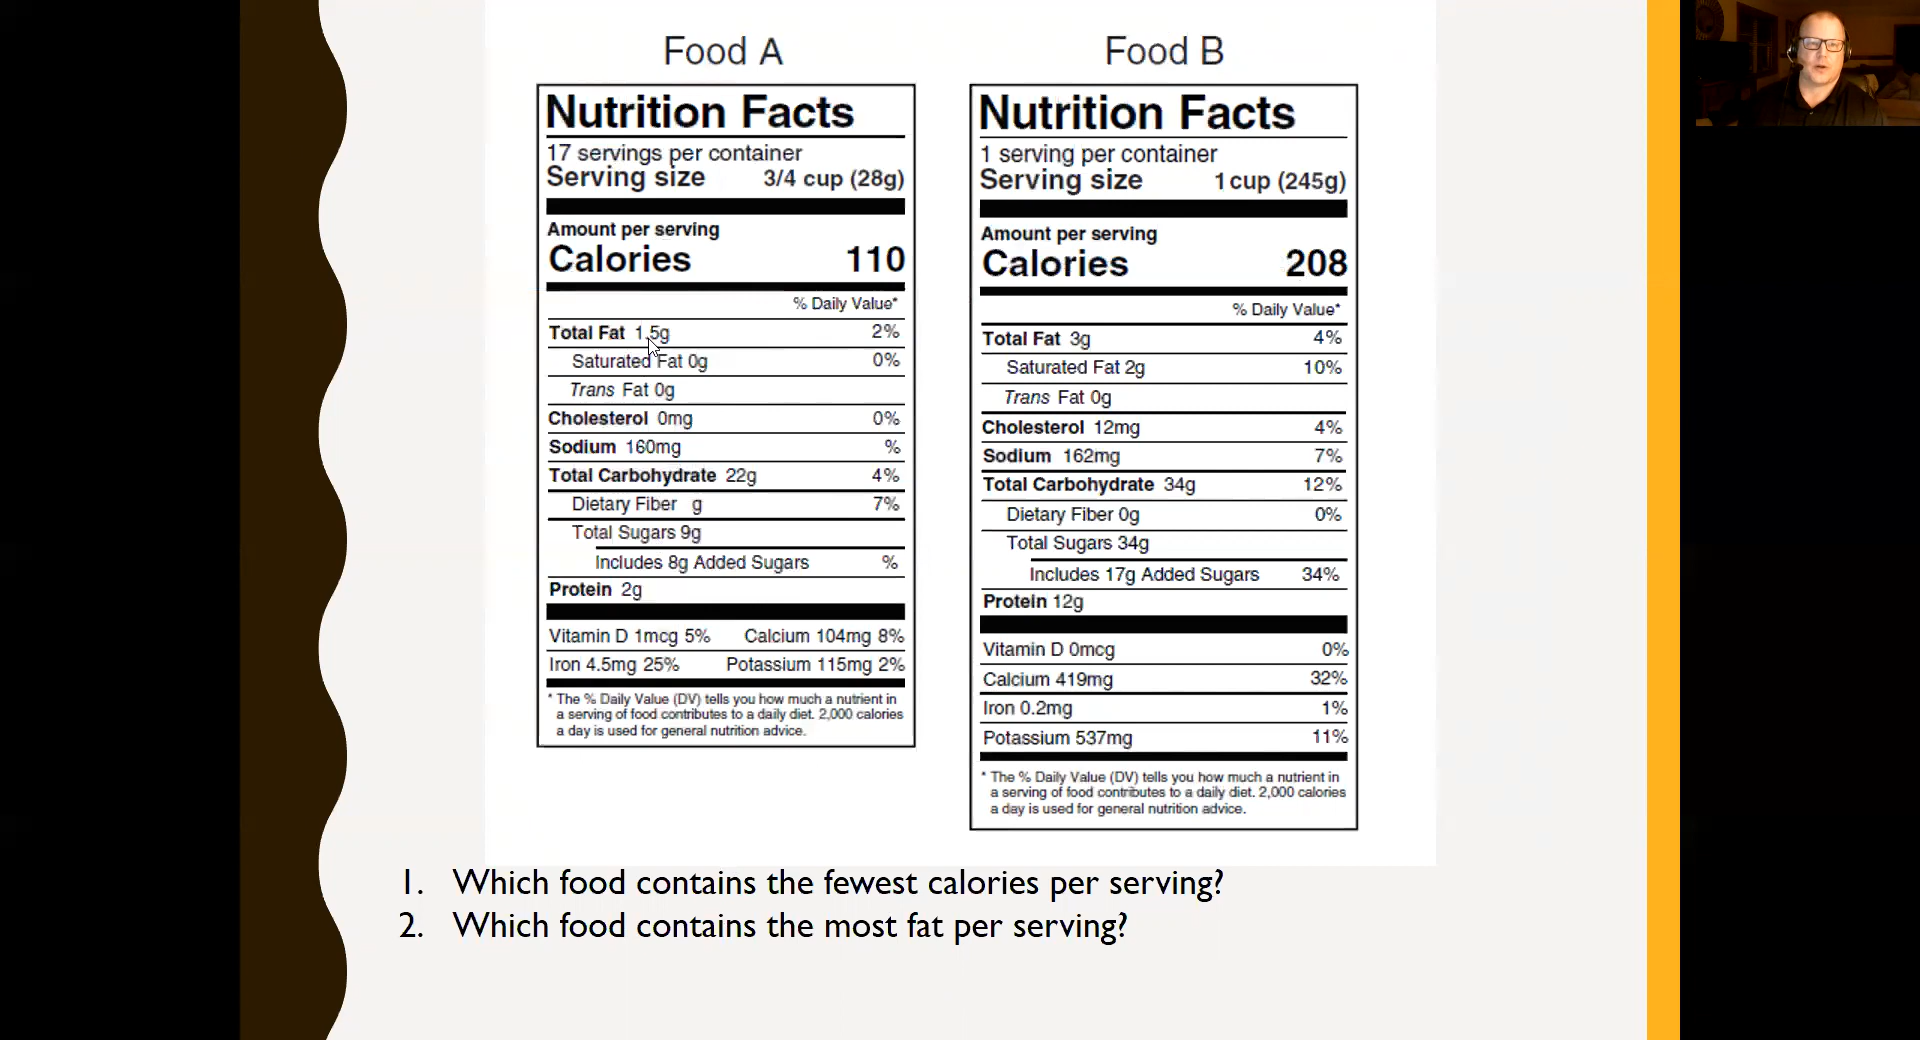 Food A
Nutrition Facts
17 servings per container
Serving size 3/4 cup (28g)
Amount per serving
Calories 110
% Daily Value*
Total Fat 1.5g 2%
Saturated Fat 0g 0%
Trans Fat 0g
Cholesterol 0mg 0%
Sodium 160mg %
Total Carbohydrate 22g 4%
Dietary Fiber g 7%
Total Sugars 9g
Includes 8g Added Sugars %
Protein 2g
Vitamin D 1mcg 5% Calcium 104mg 8%
Iron 4.5mg 25% Potassium 115mg 2%
* The % Daily Value (DV) tells you how much a nutrient in
a serving of food contributes to a daily diet. 2,000 calories
a day is used for general nutrition advice.
Food B
Nutrition Facts
1 serving per container
Serving size 1 cup (245g)
Amount per serving
Calories 208
% Daily Value*
Total Fat 3g 4%
Saturated Fat 2g 10%
Trans Fat 0g
Cholesterol 12mg 4%
Sodium 162mg 7%
Total Carbohydrate 34g 12%
Dietary Fiber 0g 0%
Total Sugars 34g
Includes 17g Added Sugars 34%
Protein 12g
Vitamin D 0mcg 0%
Calcium 419mg 32%
Iron 0.2mg 1%
Potassium 537mg 11%
* The % Daily Value (DV) tells you how much a nutrient in
a serving of food contributes to a daily diet. 2,000 calories
a day is used for general nutrition advice.
1. Which food contains the fewest calories per serving?
2. Which food contains the most fat per serving?